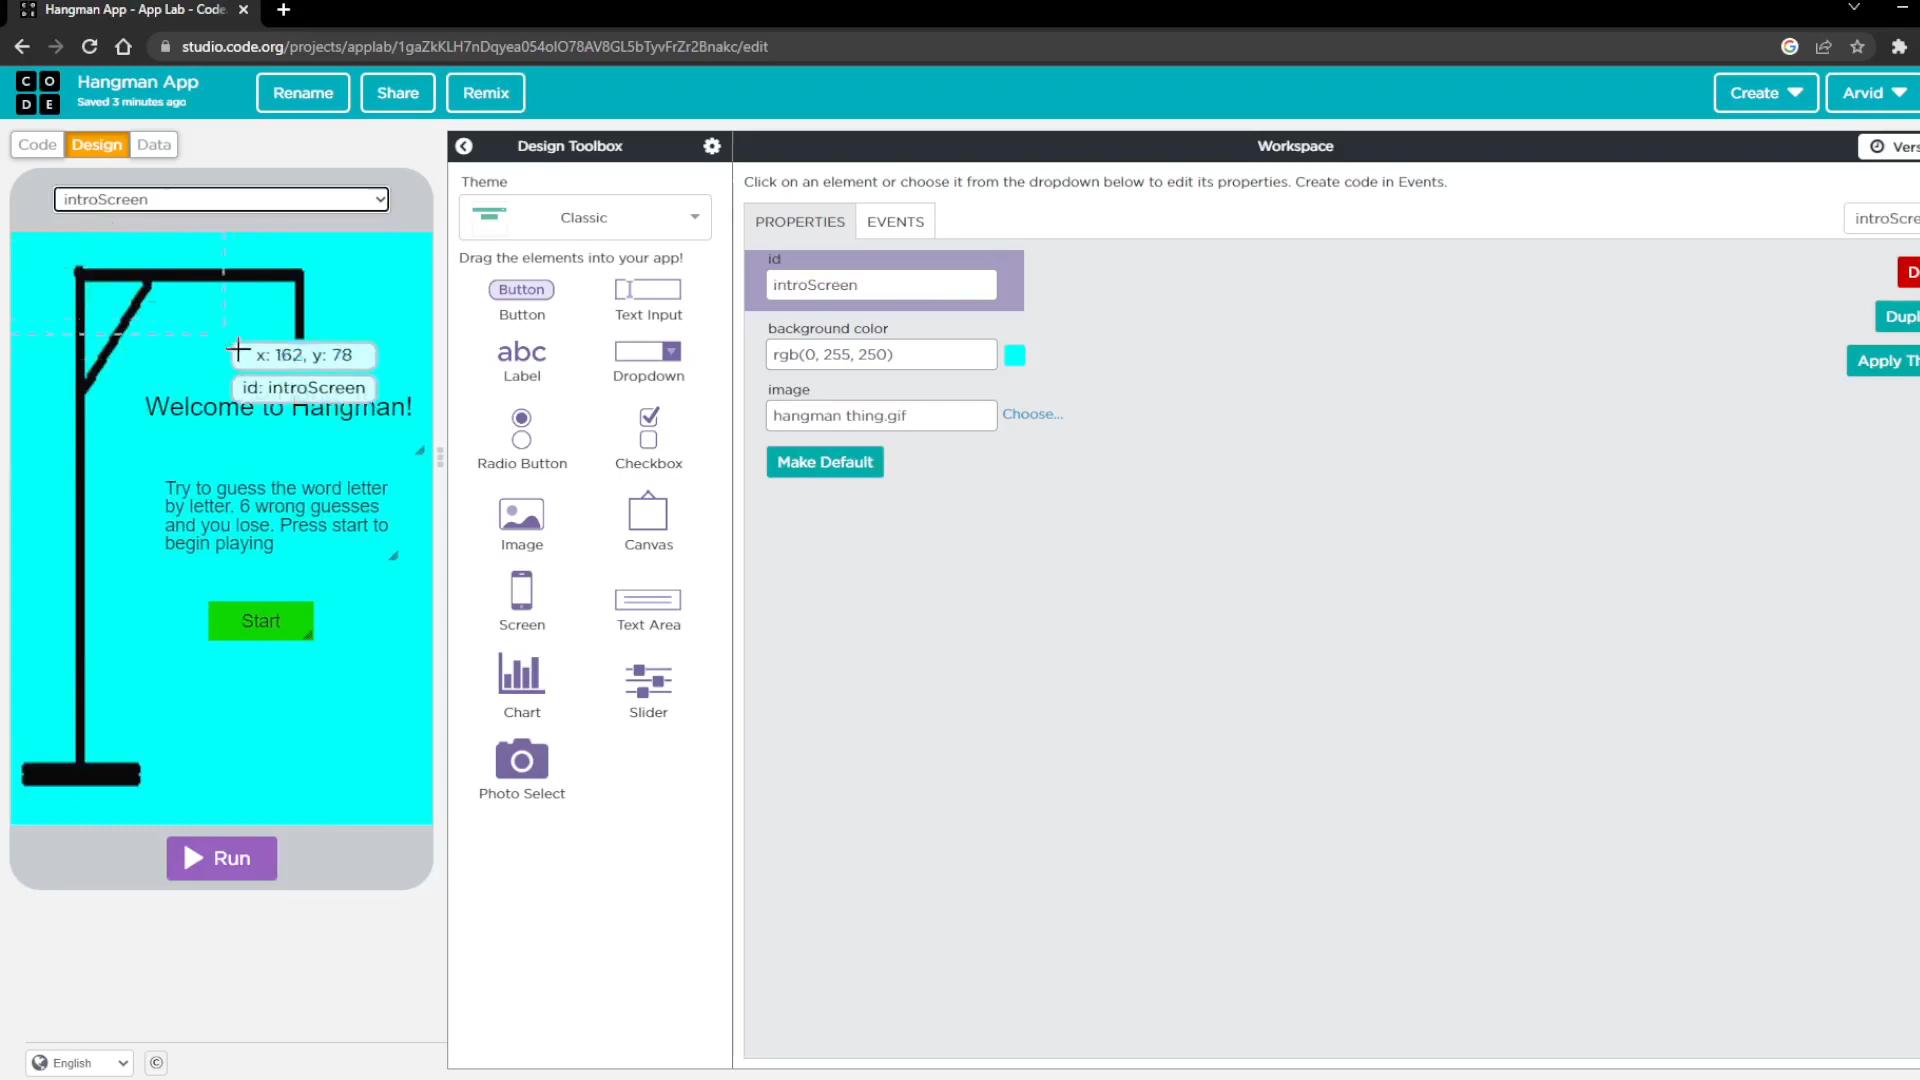 Hangman App - App Lab - Code.
studio.code.org/projects/applab/1gaZkKLH7nDqyea054oIO78AV8GL5bTyvFrZr2Bnakc/edit
C O D E
Hangman App
Saved 3 minutes ago
Rename
Share
Remix
Create
Arvid
Code
Design
Data
Design Toolbox
Workspace
Vers
introScreen
Theme
Classic
Click on an element or choose it from the dropdown below to edit its properties. Create code in Events.
PROPERTIES
EVENTS
introScre
Drag the elements into your app!
id
introScreen
D
Button
Button
Text Input
background color
rgb(0, 255, 250)
Dupl
Apply Th
abc
Label
Dropdown
image
hangman thing.gif
Choose...
Make Default
x: 162, y: 78
id: introScreen
Welcome to Hangman!
Radio Button
Checkbox
Try to guess the word letter
by letter. 6 wrong guesses
and you lose. Press start to
begin playing
Image
Canvas
Start
Screen
Text Area
Chart
Slider
Photo Select
Run
English
©